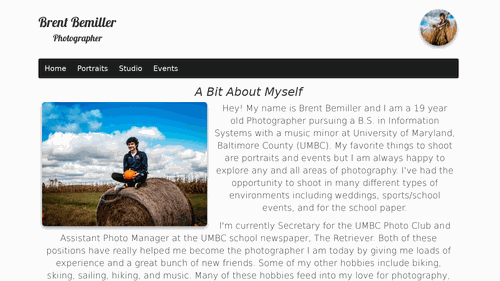 Brent Bemiller
Photographer
Home Portraits Studio Events
A Bit About Myself
Hey! My name is Brent Bemiller and I am a 19 year
old Photographer pursuing a B.S. in Information
Systems with a music minor at University of Maryland,
Baltimore County (UMBC). My favorite things to shoot
are portraits and events but I am always happy to
explore any and all areas of photography. I've had the
opportunity to shoot in many different types of
environments including weddings, sports/school
events, and for the school paper.
I'm currently Secretary for the UMBC Photo Club and
Assistant Photo Manager at the UMBC school newspaper, The Retriever. Both of these
positions have really helped me become the photographer I am today by giving me loads of
experience and a great bunch of new friends. Some of my other hobbies include biking,
skiing, sailing, hiking, and music. Many of these hobbies feed into my love for photography,